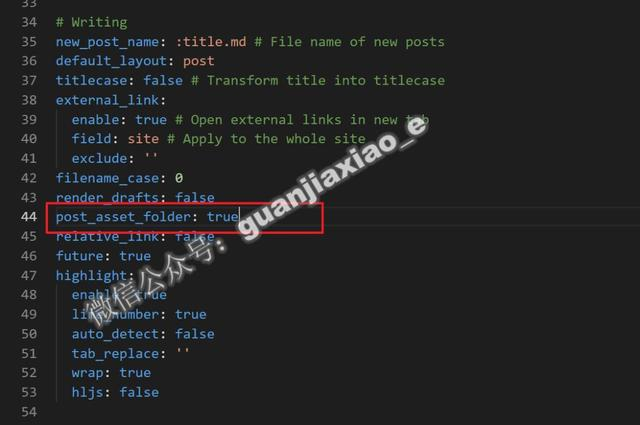 33
34 # Writing
35 new_post_name: :title.md # File name of new posts
36 default_layout: post
37 titlecase: false # Transform title into titlecase
38 external_link:
39 enable: true # Open external links in new tab
40 field: site # Apply to the whole site
41 exclude: ''
42 filename_case: 0
43 render_drafts: false
44 post_asset_folder: true
45 relative_link: false
46 future: true
47 highlight:
48 enable: true
49 line_number: true
50 auto_detect: false
51 tab_replace: ''
52 wrap: true
53 hljs: false
54
微信公众号：guanjiaxiao_e